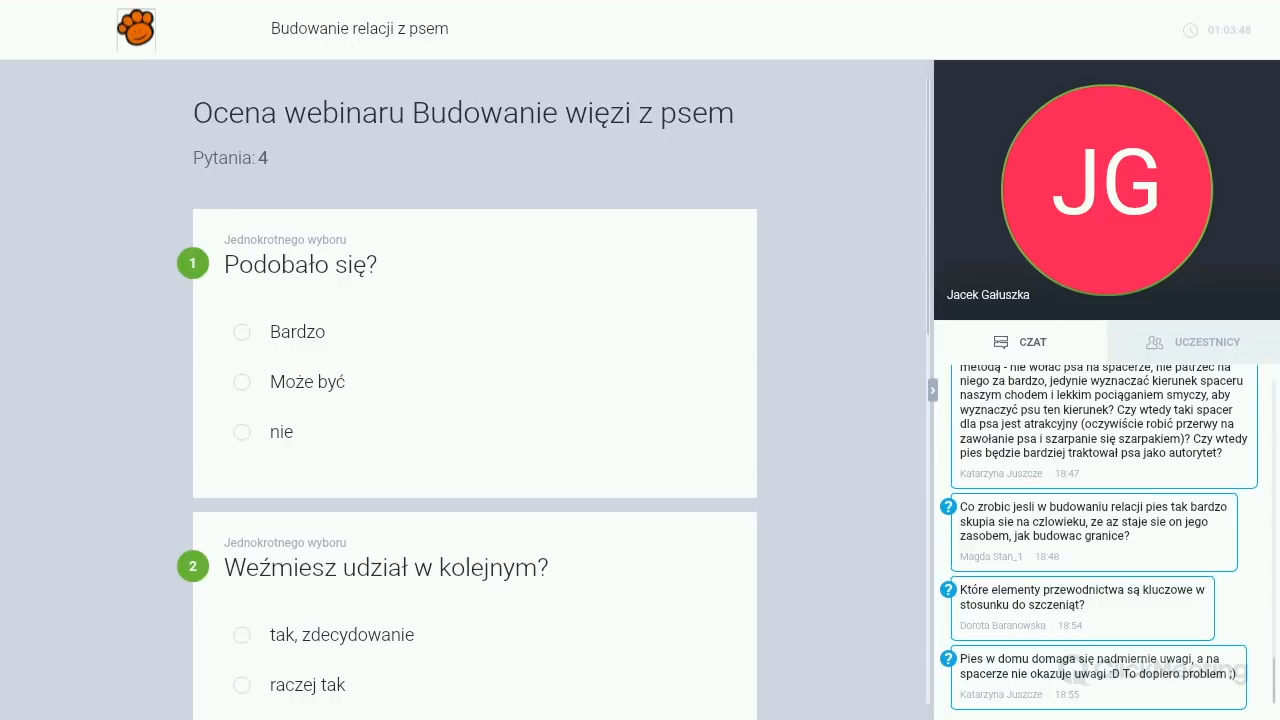 Budowanie relacji z psem
01:03:48
Ocena webinaru Budowanie więzi z psem
Pytania: 4
Jednokrotnego wyboru
1
Podobało się?
Bardzo
Może być
nie
Jednokrotnego wyboru
2
Weźmiesz udział w kolejnym?
tak, zdecydowanie
raczej tak
JG
Jacek Gałuszka
CZAT
UCZESTNICY
metodą - nie wołać psa na spacerze, nie patrzeć na
niego za bardzo, jedynie wyznaczać kierunek spaceru
naszym chodem i lekkim pociąganiem smyczy, aby
wyznaczyć psu ten kierunek? Czy wtedy taki spacer
dla psa jest atrakcyjny (oczywiście robić przerwy na
zawołanie psa i szarpanie się szarpakiem)? Czy wtedy
pies będzie bardziej traktował psa jako autorytet?
Katarzyna Juszcze 18:47
?
Co zrobic jesli w budowaniu relacji pies tak bardzo
skupia sie na czlowieku, ze az staje sie on jego
zasobem, jak budowac granice?
Magda Stan_1 18:48
?
Które elementy przewodnictwa są kluczowe w
stosunku do szczeniąt?
Dorota Baranowska 18:54
?
Pies w domu domaga się nadmiernie uwagi, a na
spacerze nie okazuje uwagi :D To dopiero problem ;)
Katarzyna Juszcze 18:55
ClickMeeting